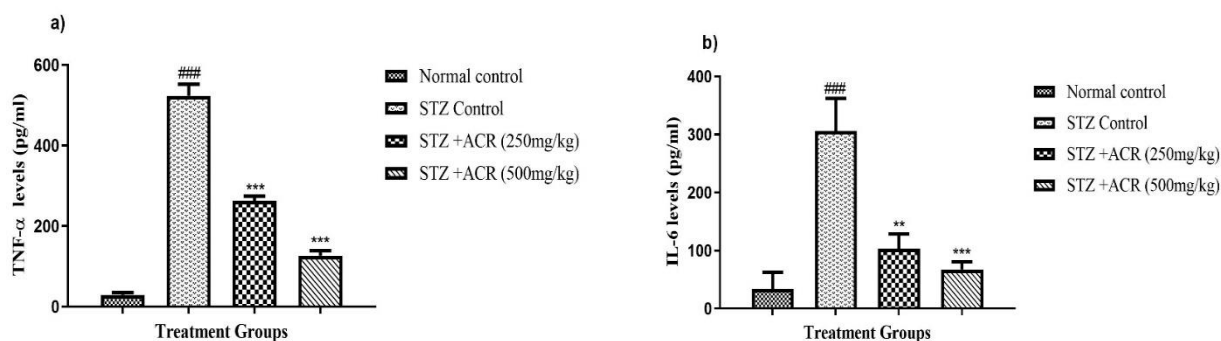 a)
TNF-α levels (pg/ml)
600
400
200
0
###
***
***
Treatment Groups
Normal control
STZ Control
STZ +ACR (250mg/kg)
STZ +ACR (500mg/kg)
b)
IL-6 levels (pg/ml)
400
300
200
100
0
###
**
***
Treatment Groups
Normal control
STZ Control
STZ +ACR (250mg/kg)
STZ +ACR (500mg/kg)